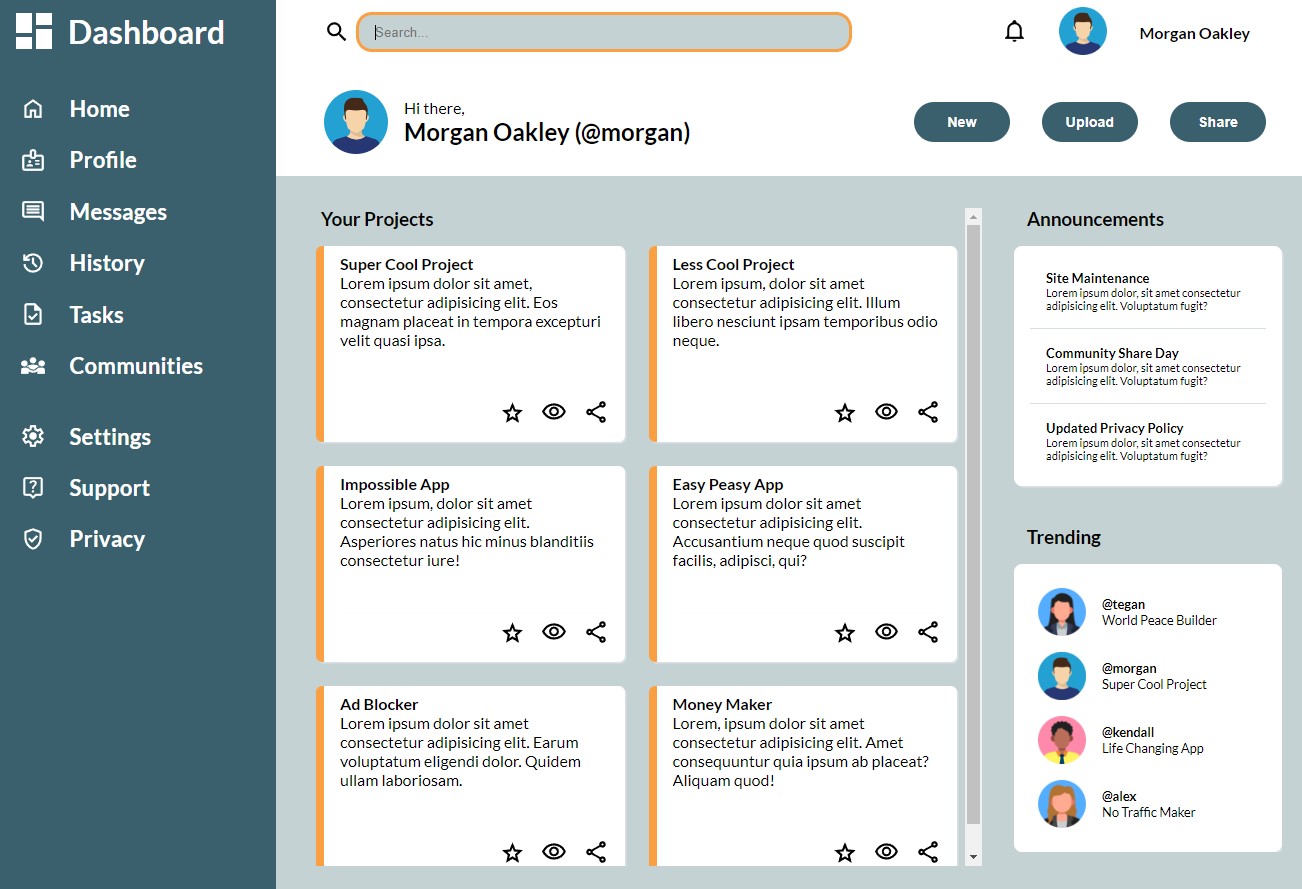 Dashboard
Home
Profile
Messages
History
Tasks
Communities
Settings
Support
Privacy
Search...
Morgan Oakley
Hi there,
Morgan Oakley (@morgan)
New
Upload
Share
Your Projects
Super Cool Project
Lorem ipsum dolor sit amet,
consectetur adipisicing elit. Eos
magnam placeat in tempora excepturi
velit quasi ipsa.
Less Cool Project
Lorem ipsum, dolor sit amet
consectetur adipisicing elit. Illum
libero nesciunt ipsam temporibus odio
neque.
Impossible App
Lorem ipsum, dolor sit amet
consectetur adipisicing elit.
Asperiores natus hic minus blanditiis
consectetur iure!
Easy Peasy App
Lorem ipsum dolor sit amet
consectetur adipisicing elit.
Accusantium neque quod suscipit
facilis, adipisci, qui?
Ad Blocker
Lorem ipsum dolor sit amet
consectetur adipisicing elit. Earum
voluptatum eligendi dolor. Quidem
ullam laboriosam.
Money Maker
Lorem, ipsum dolor sit amet
consectetur adipisicing elit. Amet
consequuntur quia ipsum ab placeat?
Aliquam quod!
Announcements
Site Maintenance
Lorem ipsum dolor, sit amet consectetur
adipisicing elit. Voluptatum fugit?
Community Share Day
Lorem ipsum dolor, sit amet consectetur
adipisicing elit. Voluptatum fugit?
Updated Privacy Policy
Lorem ipsum dolor, sit amet consectetur
adipisicing elit. Voluptatum fugit?
Trending
@tegan
World Peace Builder
@morgan
Super Cool Project
@kendall
Life Changing App
@alex
No Traffic Maker